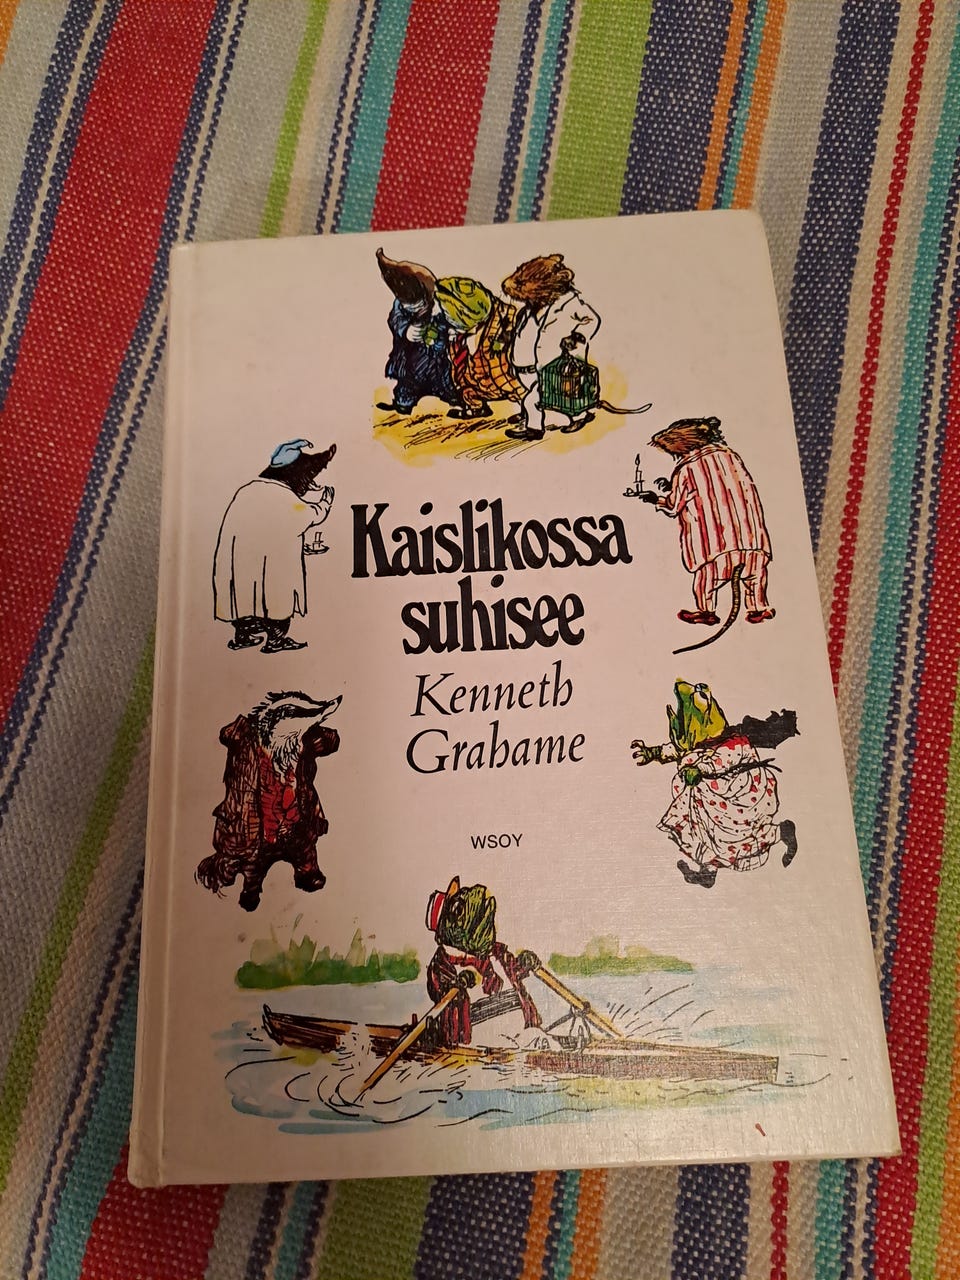 Kaislikossa
suhisee
Kenneth
Grahame
WSOY